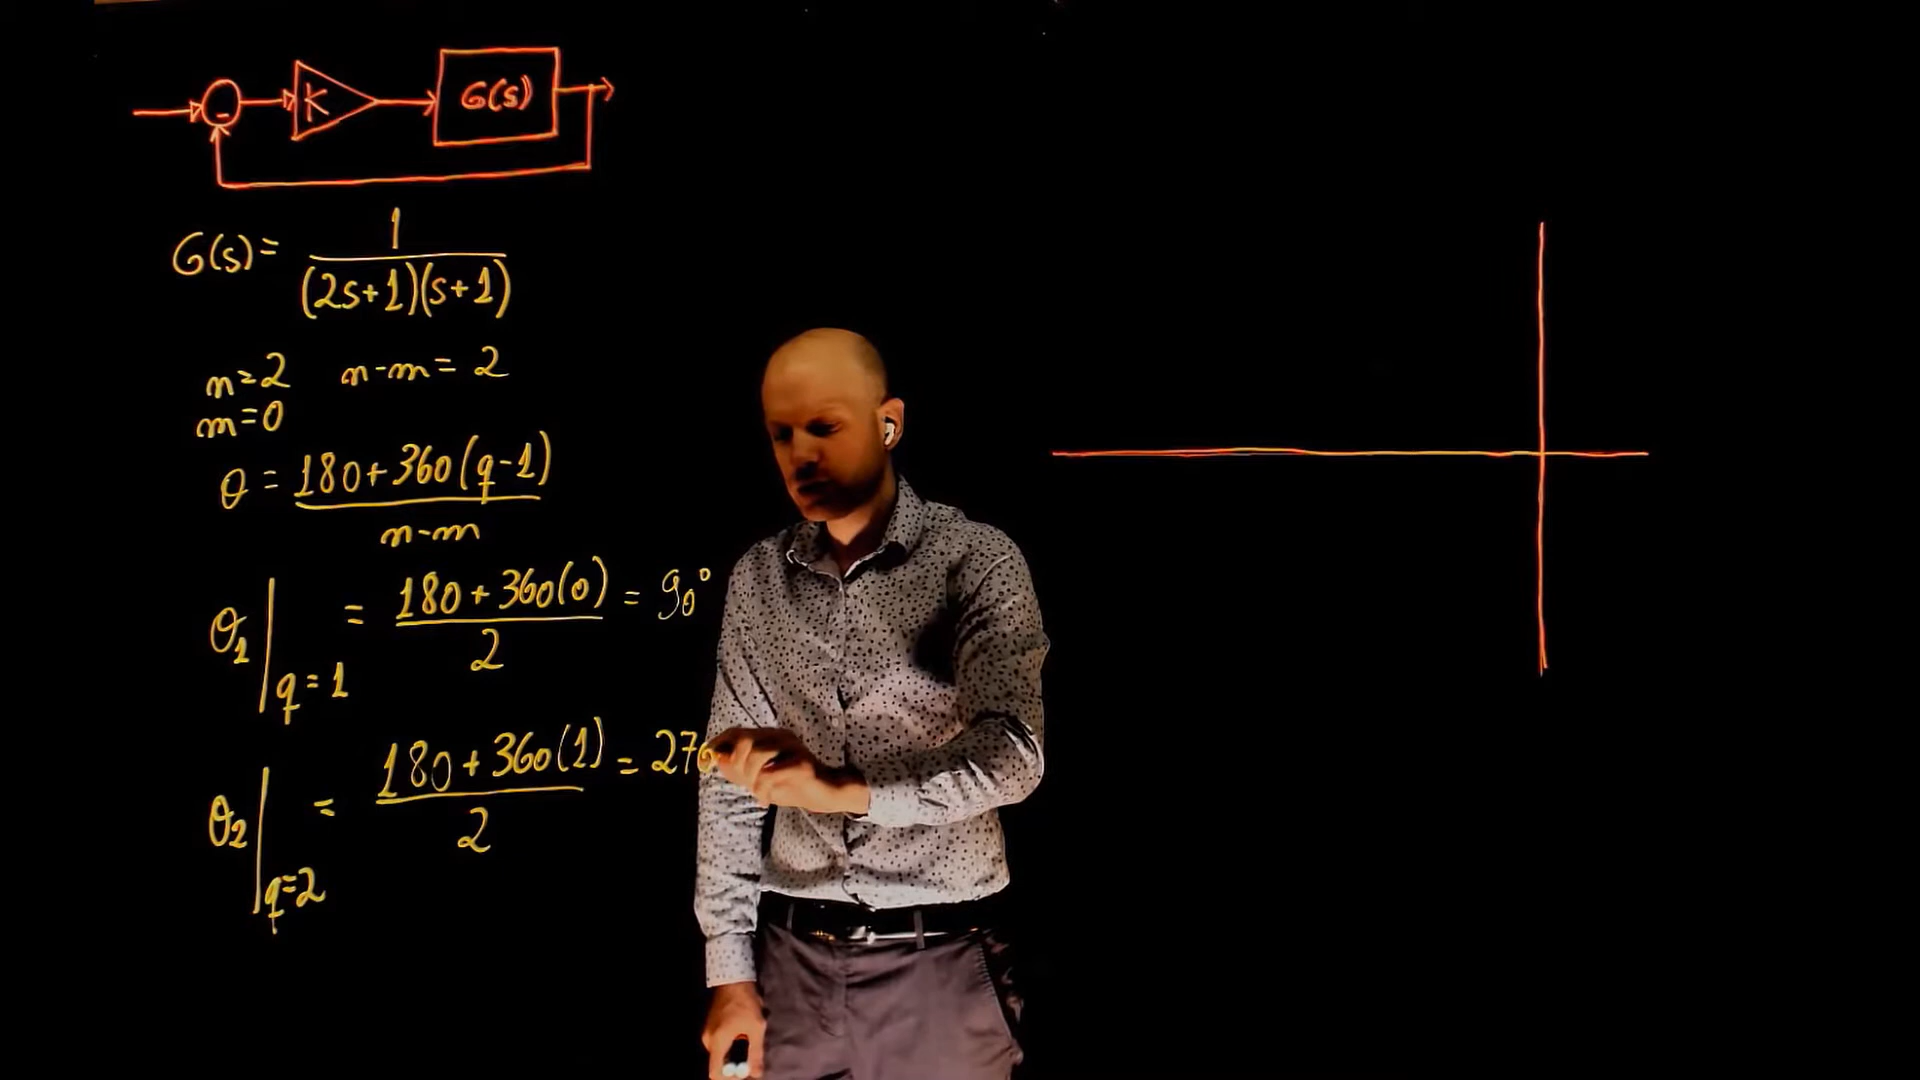 - K G(s)
G(s) = 1 / (2s+1)(s+1)
n=2 n-m= 2
m=0
θ = 180+360(q-1) / n-m
θ1 | q=1 = 180+360(0) / 2 = 90°
θ2 | q=2 = 180+360(1) / 2 = 270